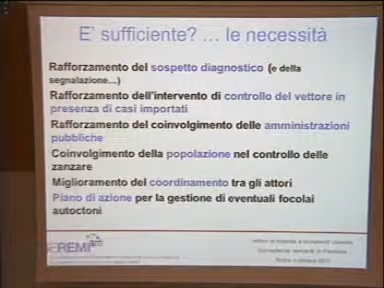 E' sufficiente? ... le necessità
Rafforzamento del sospetto diagnostico (e della
segnalazione...)
Rafforzamento dell'intervento di controllo del vettore in
presenza di casi importati
Rafforzamento del coinvolgimento delle amministrazioni
pubbliche
Coinvolgimento della popolazione nel controllo delle
zanzare
Miglioramento del coordinamento tra gli attori
Piano di azione per la gestione di eventuali focolai
autoctoni
SEREMI